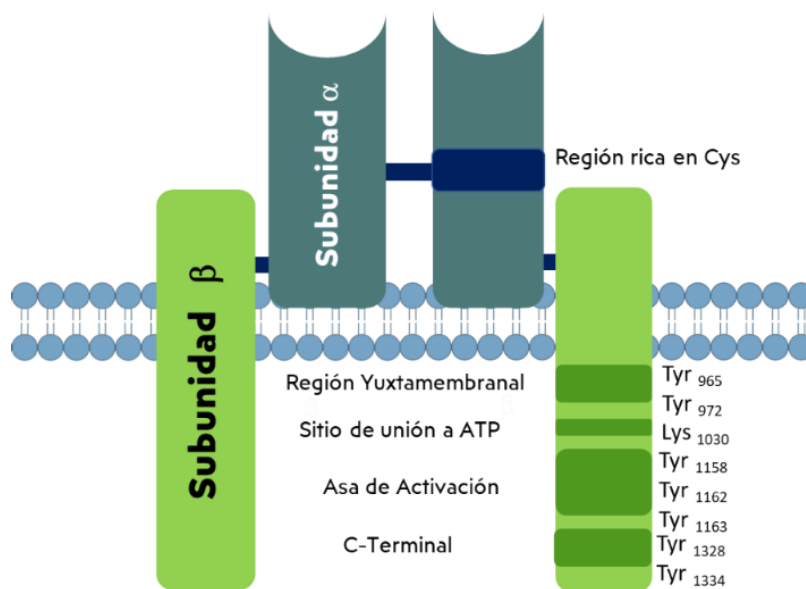 Subunidad α
Región rica en Cys
Subunidad β
Región Yuxtamembranal
Tyr 965
Tyr 972
Sitio de unión a ATP
Lys 1030
Tyr 1158
Asa de Activación
Tyr 1162
Tyr 1163
C-Terminal
Tyr 1328
Tyr 1334